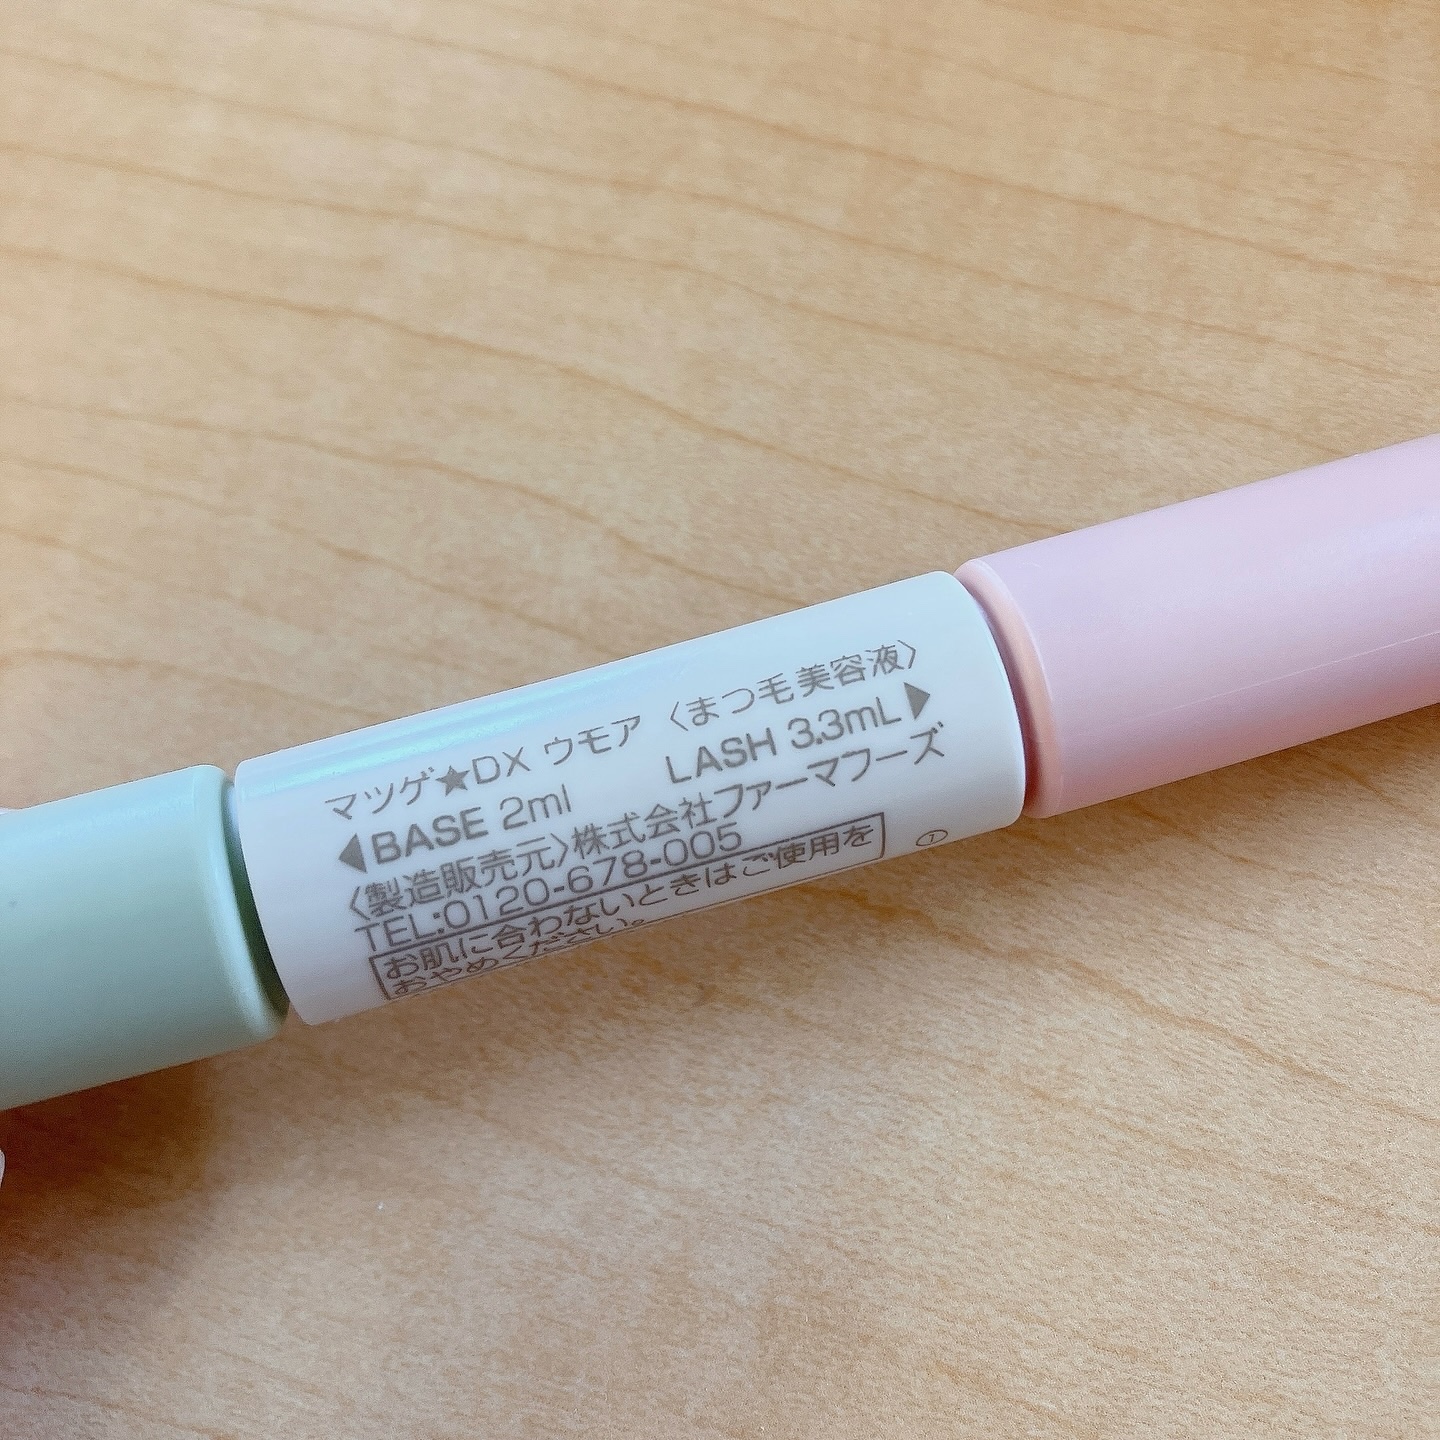 マツゲ★DX ウモア 〈まつ毛美容液〉
◀BASE 2ml LASH 3.3mL▶
〈製造販売元〉株式会社ファーマフーズ
TEL:0120-678-005
お肌に合わないときはご使用を
おやめください。
①